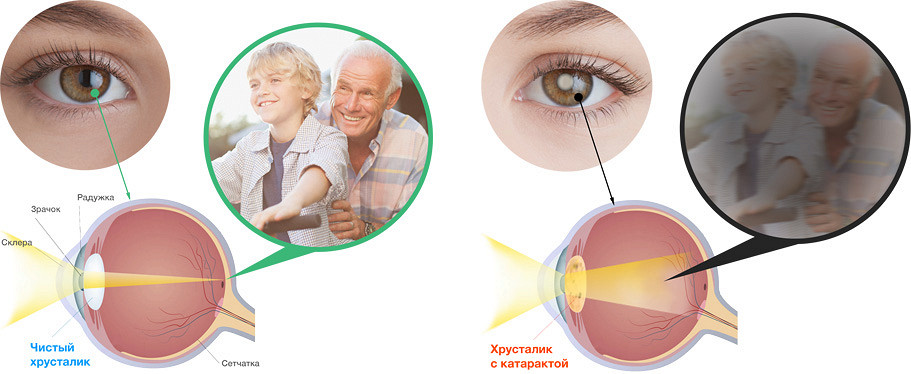 Радужка
Зрачок
Склера
Чистый
хрусталик
Сетчатка
Хрусталик
с катарактой